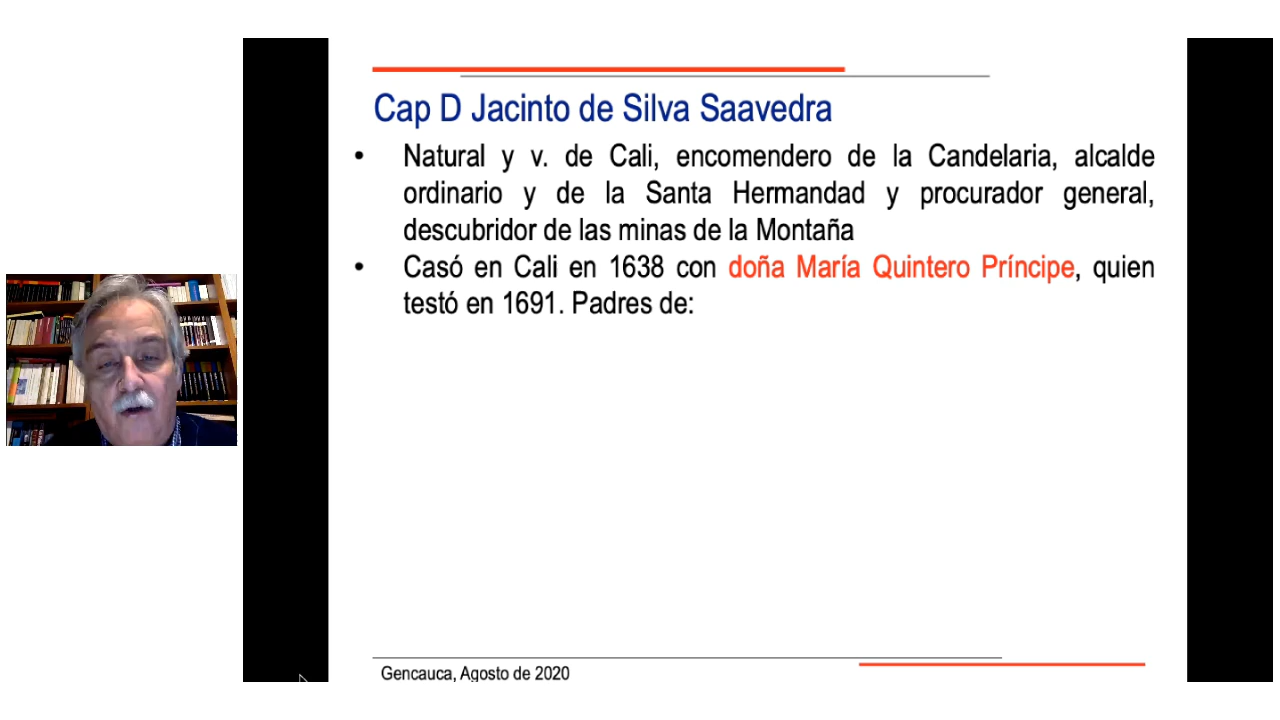 Cap D Jacinto de Silva Saavedra
• Natural y v. de Cali, encomendero de la Candelaria, alcalde
ordinario y de la Santa Hermandad y procurador general,
descubridor de las minas de la Montaña
• Casó en Cali en 1638 con doña María Quintero Príncipe, quien
testó en 1691. Padres de:
Gencauca, Agosto de 2020